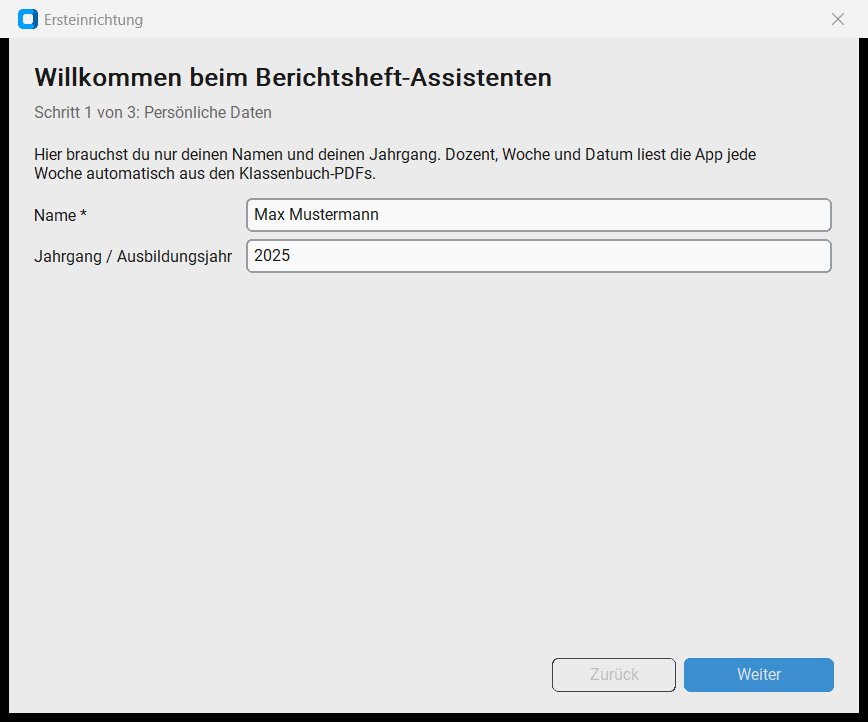 Ersteinrichtung
Willkommen beim Berichtsheft-Assistenten
Schritt 1 von 3: Persönliche Daten
Hier brauchst du nur deinen Namen und deinen Jahrgang. Dozent, Woche und Datum liest die App jede
Woche automatisch aus den Klassenbuch-PDFs.
Name * Max Mustermann
Jahrgang / Ausbildungsjahr 2025
Zurück Weiter